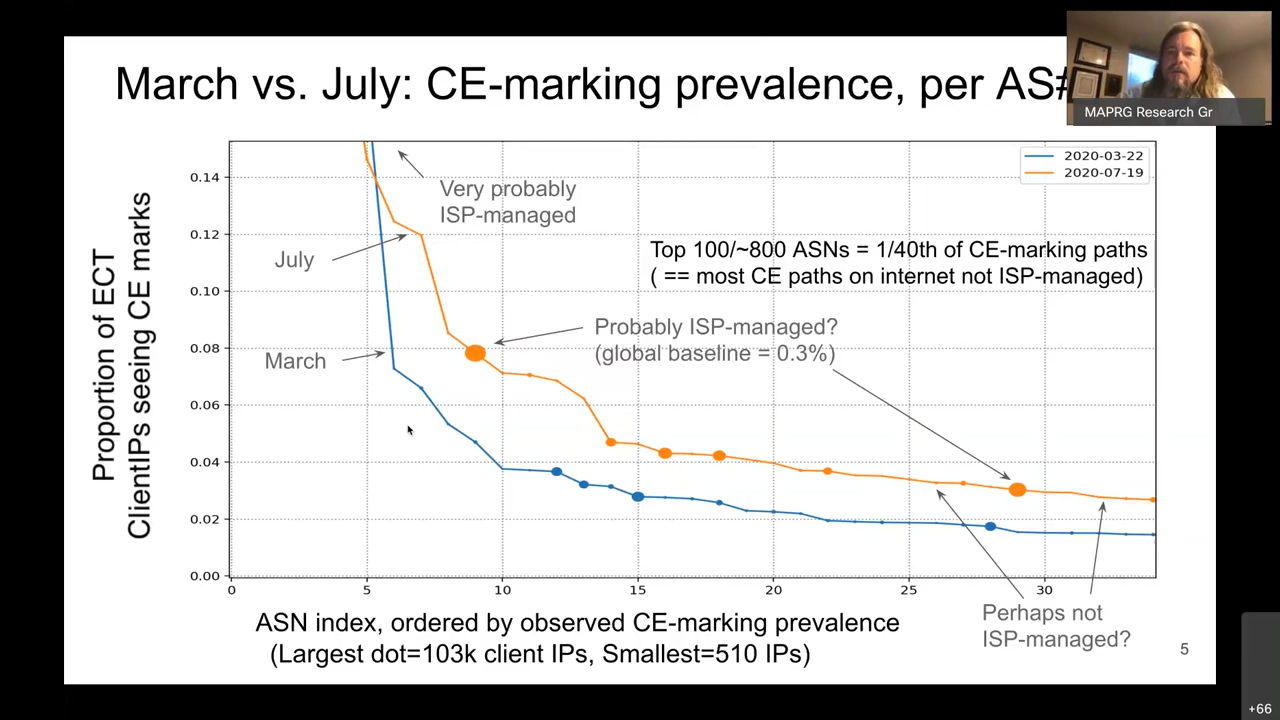 March vs. July: CE-marking prevalence, per AS#
MAPRG Research Gr
Proportion of ECT
ClientIPs seeing CE marks
0.14
0.12
0.10
0.08
0.06
0.04
0.02
0.00
2020-03-22
2020-07-19
Very probably
ISP-managed
July
Top 100/~800 ASNs = 1/40th of CE-marking paths
( == most CE paths on internet not ISP-managed)
Probably ISP-managed?
(global baseline = 0.3%)
March
0
5
10
15
20
25
30
Perhaps not
ISP-managed?
ASN index, ordered by observed CE-marking prevalence
(Largest dot=103k client IPs, Smallest=510 IPs)
5
+66